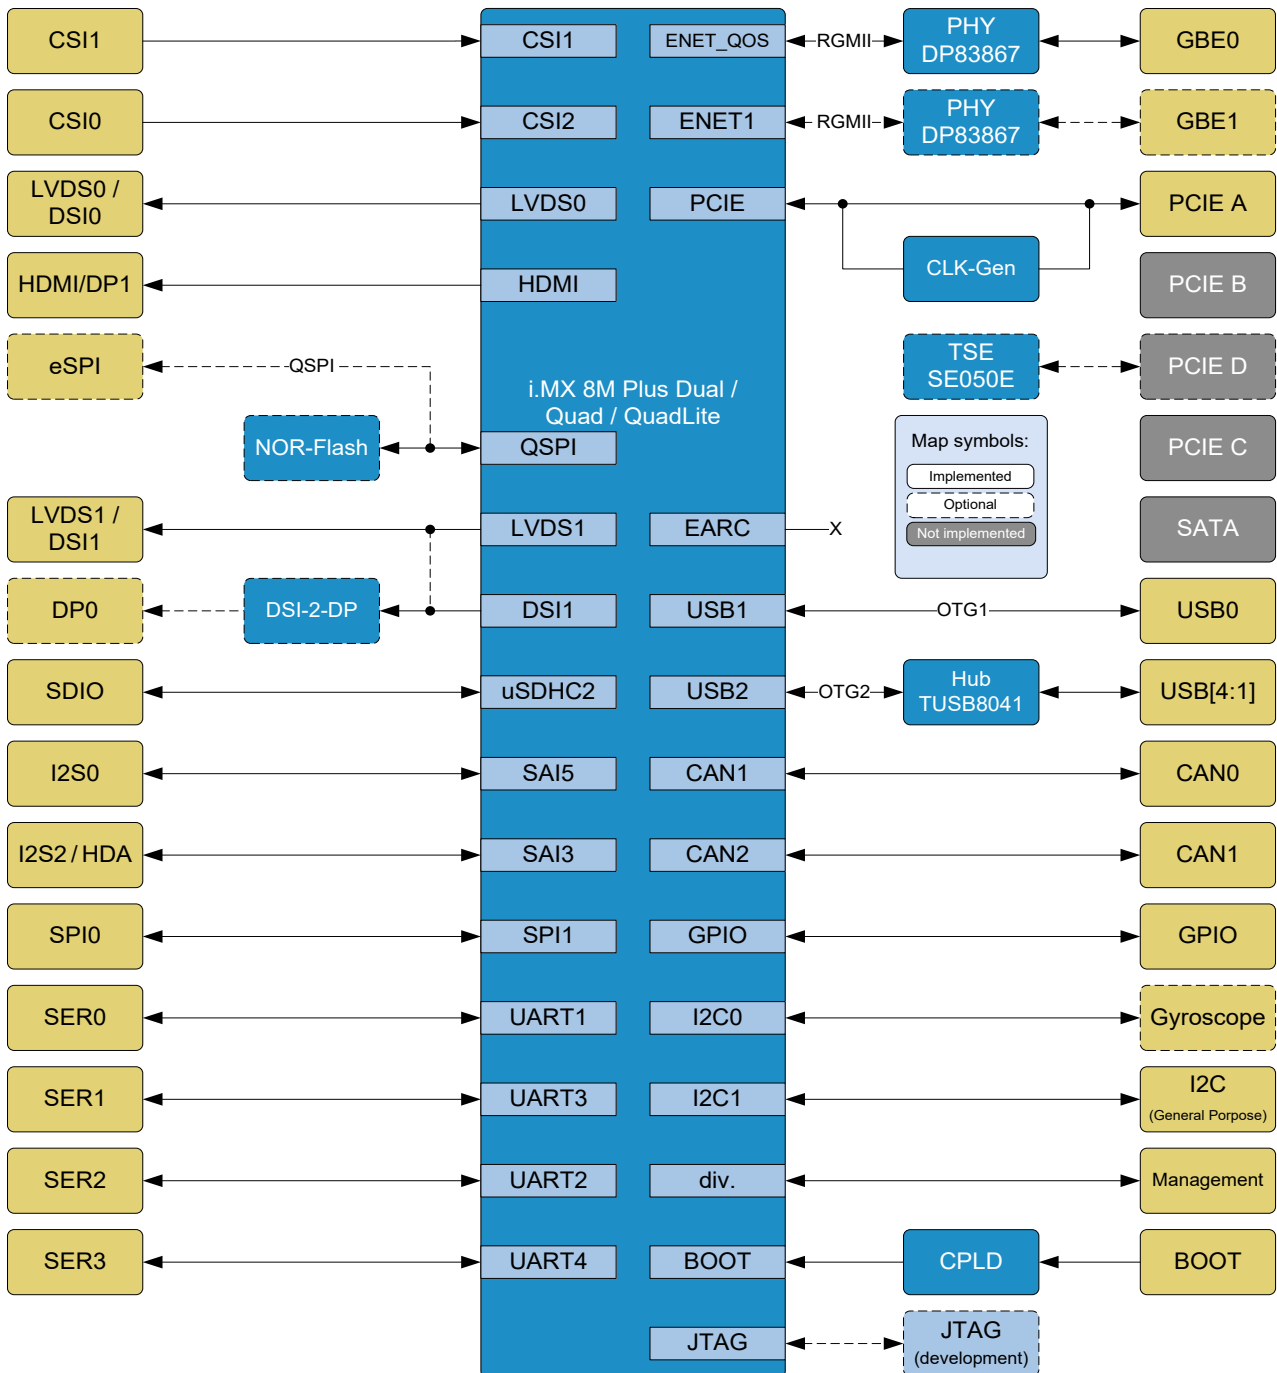 CSI1
CSI1
ENET_QOS
RGMII
PHY
DP83867
GBE0
CSI0
CSI2
ENET1
RGMII
PHY
DP83867
GBE1
LVDS0 /
DSI0
LVDS0
PCIE
PCIE A
HDMI/DP1
HDMI
CLK-Gen
PCIE B
eSPI
QSPI
TSE
SE050E
PCIE D
i.MX 8M Plus Dual /
Quad / QuadLite
NOR-Flash
QSPI
Map symbols:
Implemented
Optional
Not implemented
PCIE C
LVDS1 /
DSI1
LVDS1
EARC
X
SATA
DP0
DSI-2-DP
DSI1
USB1
OTG1
USB0
SDIO
uSDHC2
USB2
OTG2
Hub
TUSB8041
USB[4:1]
I2S0
SAI5
CAN1
CAN0
I2S2 / HDA
SAI3
CAN2
CAN1
SPI0
SPI1
GPIO
GPIO
SER0
UART1
I2C0
Gyroscope
SER1
UART3
I2C1
I2C
(General Porpose)
SER2
UART2
div.
Management
SER3
UART4
BOOT
CPLD
BOOT
JTAG
JTAG
(development)